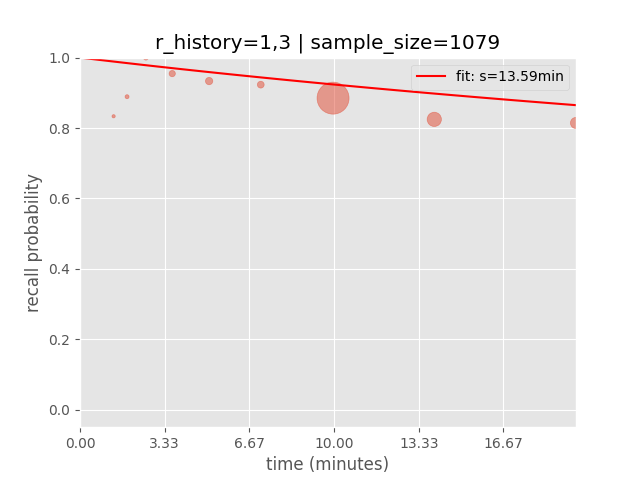 r_history=1,3 | sample_size=1079
fit: s=13.59min
recall probability
1.0
0.8
0.6
0.4
0.2
0.0
0.00 3.33 6.67 10.00 13.33 16.67
time (minutes)